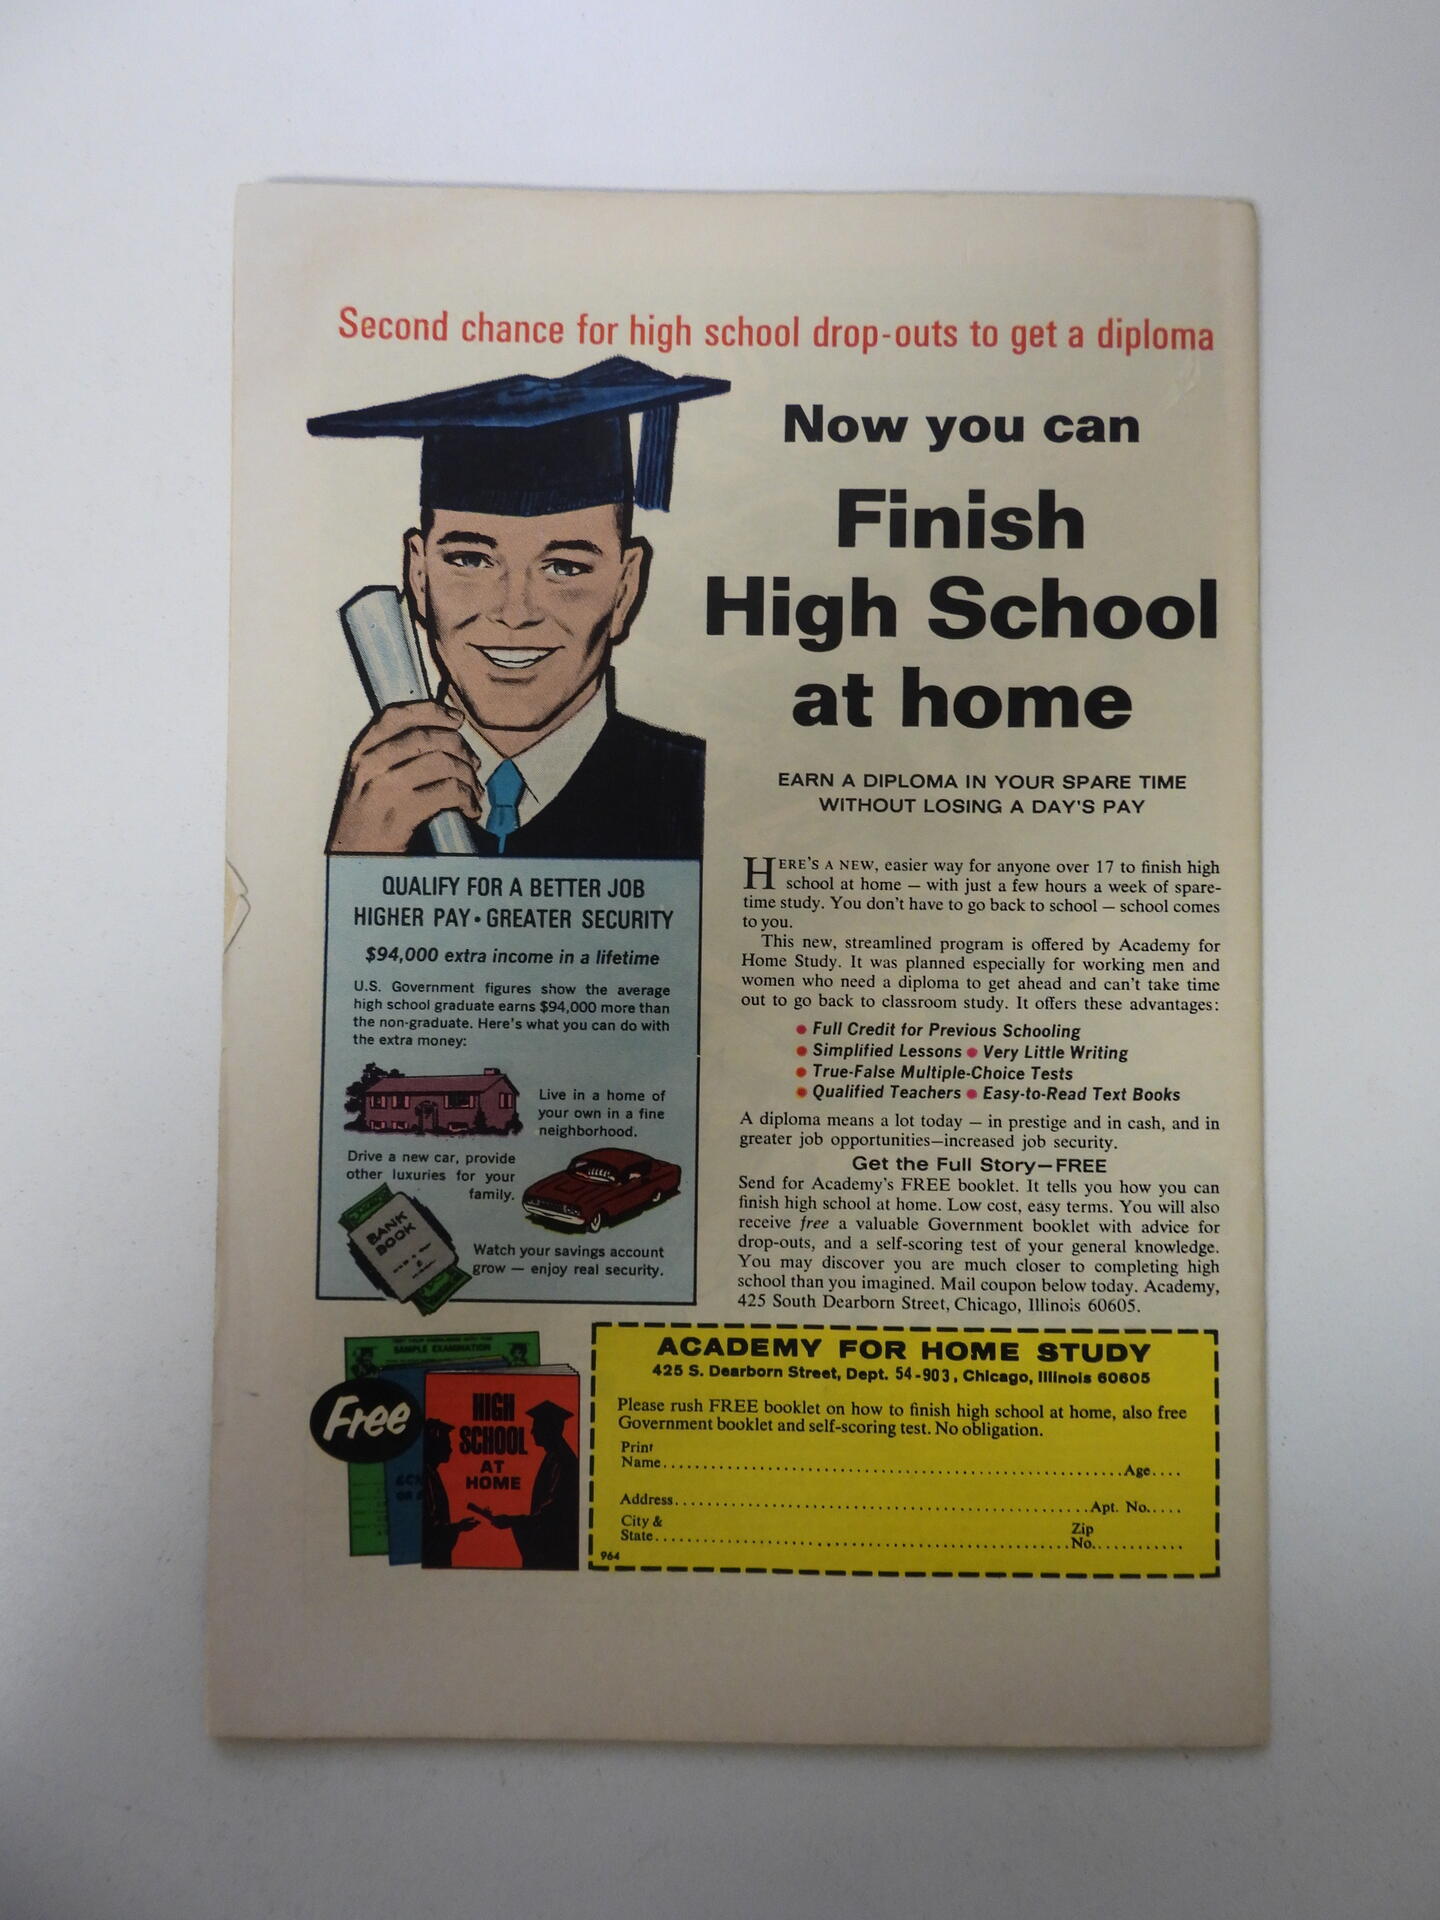 Second chance for high school drop-outs to get a diploma
Now you can
Finish
High School
at home
EARN A DIPLOMA IN YOUR SPARE TIME
WITHOUT LOSING A DAY'S PAY
HERE'S A NEW, easier way for anyone over 17 to finish high
school at home — with just a few hours a week of spare-
time study. You don't have to go back to school — school comes
to you.
This new, streamlined program is offered by Academy for
Home Study. It was planned especially for working men and
women who need a diploma to get ahead and can't take time
out to go back to classroom study. It offers these advantages:
• Full Credit for Previous Schooling
• Simplified Lessons • Very Little Writing
• True-False Multiple-Choice Tests
• Qualified Teachers • Easy-to-Read Text Books
A diploma means a lot today — in prestige and in cash, and in
greater job opportunities—increased job security.
Get the Full Story—FREE
Send for Academy's FREE booklet. It tells you how you can
finish high school at home. Low cost, easy terms. You will also
receive free a valuable Government booklet with advice for
drop-outs, and a self-scoring test of your general knowledge.
You may discover you are much closer to completing high
school than you imagined. Mail coupon below today. Academy,
425 South Dearborn Street, Chicago, Illinois 60605.
QUALIFY FOR A BETTER JOB
HIGHER PAY • GREATER SECURITY
$94,000 extra income in a lifetime
U.S. Government figures show the average
high school graduate earns $94,000 more than
the non-graduate. Here's what you can do with
the extra money:
Live in a home of
your own in a fine
neighborhood.
Drive a new car, provide
other luxuries for your
family.
BANK
BOOK
Watch your savings account
grow — enjoy real security.
SAMPLE EXAMINATION
Free
HIGH
SCHOOL
AT
HOME
ACADEMY FOR HOME STUDY
425 S. Dearborn Street, Dept. 54-903, Chicago, Illinois 60605
Please rush FREE booklet on how to finish high school at home, also free
Government booklet and self-scoring test. No obligation.
Print
Name.......................................................Age....
Address..................................................Apt. No.....
City &
State.......................................................
Zip
No............
964